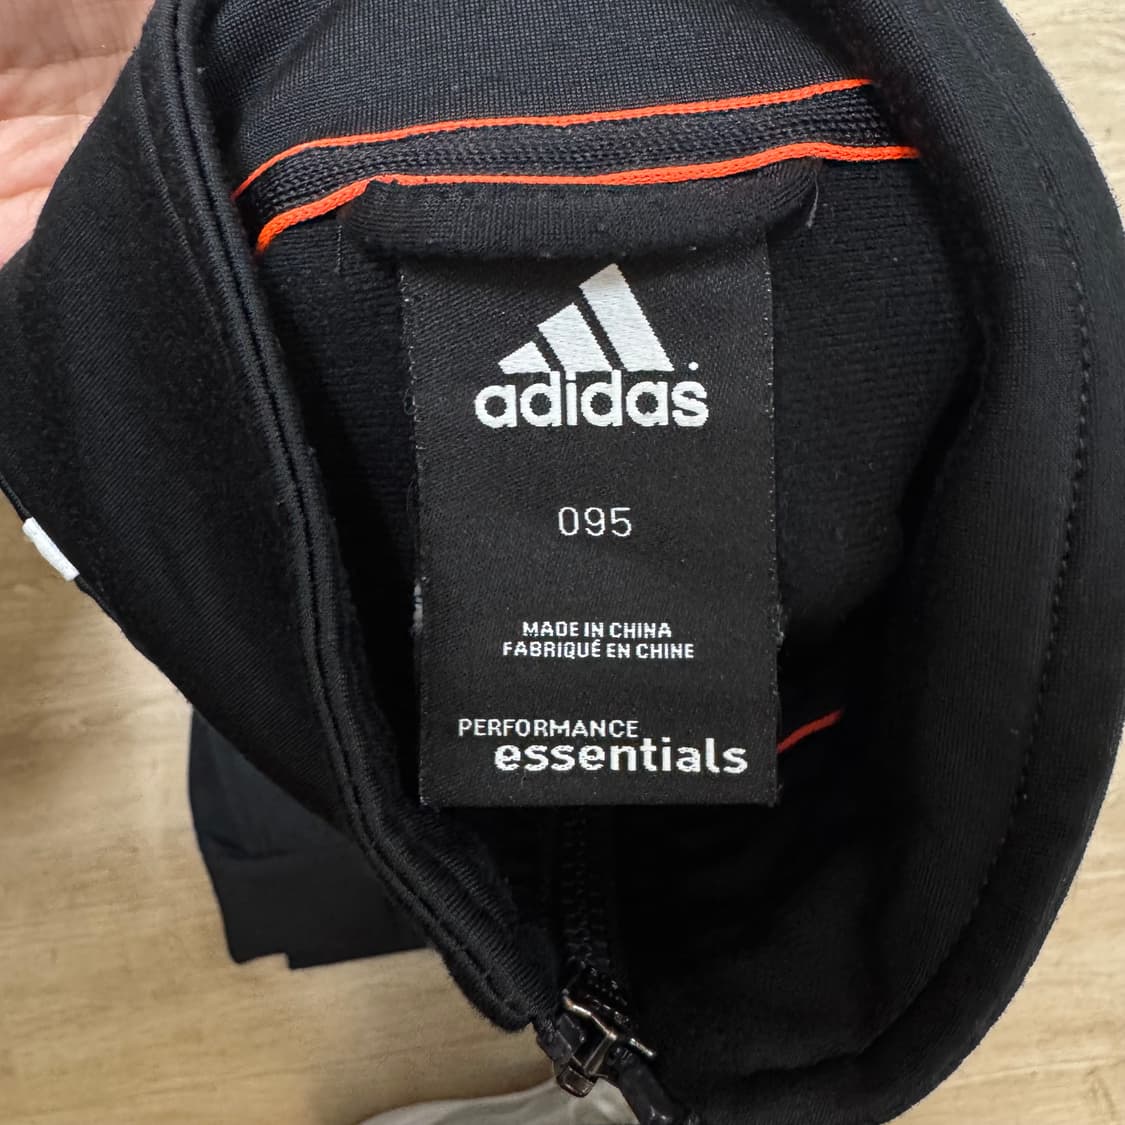 adidas
095
MADE IN CHINA
FABRIQUÉ EN CHINE
PERFORMANCE
essentials